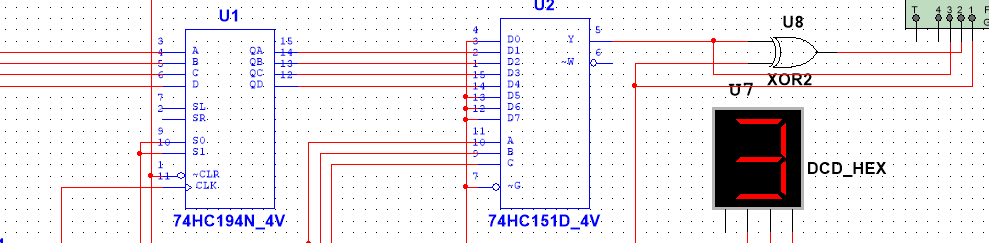 U1
3 A QA 15
4 B QB 14
5 C QC 13
6 D QD 12
7 SL
2 SR
9 S0
10 S1
1 ~CLR
11 CLK
74HC194N_4V
U2
4 D0 Y 5
3 D1
2 D2 ~W 6
1 D3
15 D4
14 D5
13 D6
12 D7
11 A
10 B
9 C
7 ~G
74HC151D_4V
U8
XOR2
T 4 3 2 1
U7
3
DCD_HEX